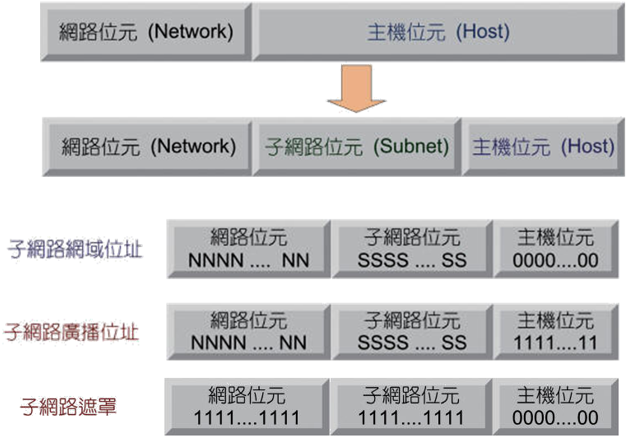 網路位元 (Network) 主機位元 (Host)
網路位元 (Network) 子網路位元 (Subnet) 主機位元 (Host)
子網路網域位址
網路位元 子網路位元 主機位元
NNNN .... NN SSSS .... SS 0000....00
子網路廣播位址
網路位元 子網路位元 主機位元
NNNN .... NN SSSS .... SS 1111....11
子網路遮罩
網路位元 子網路位元 主機位元
1111....1111 1111....1111 0000....00